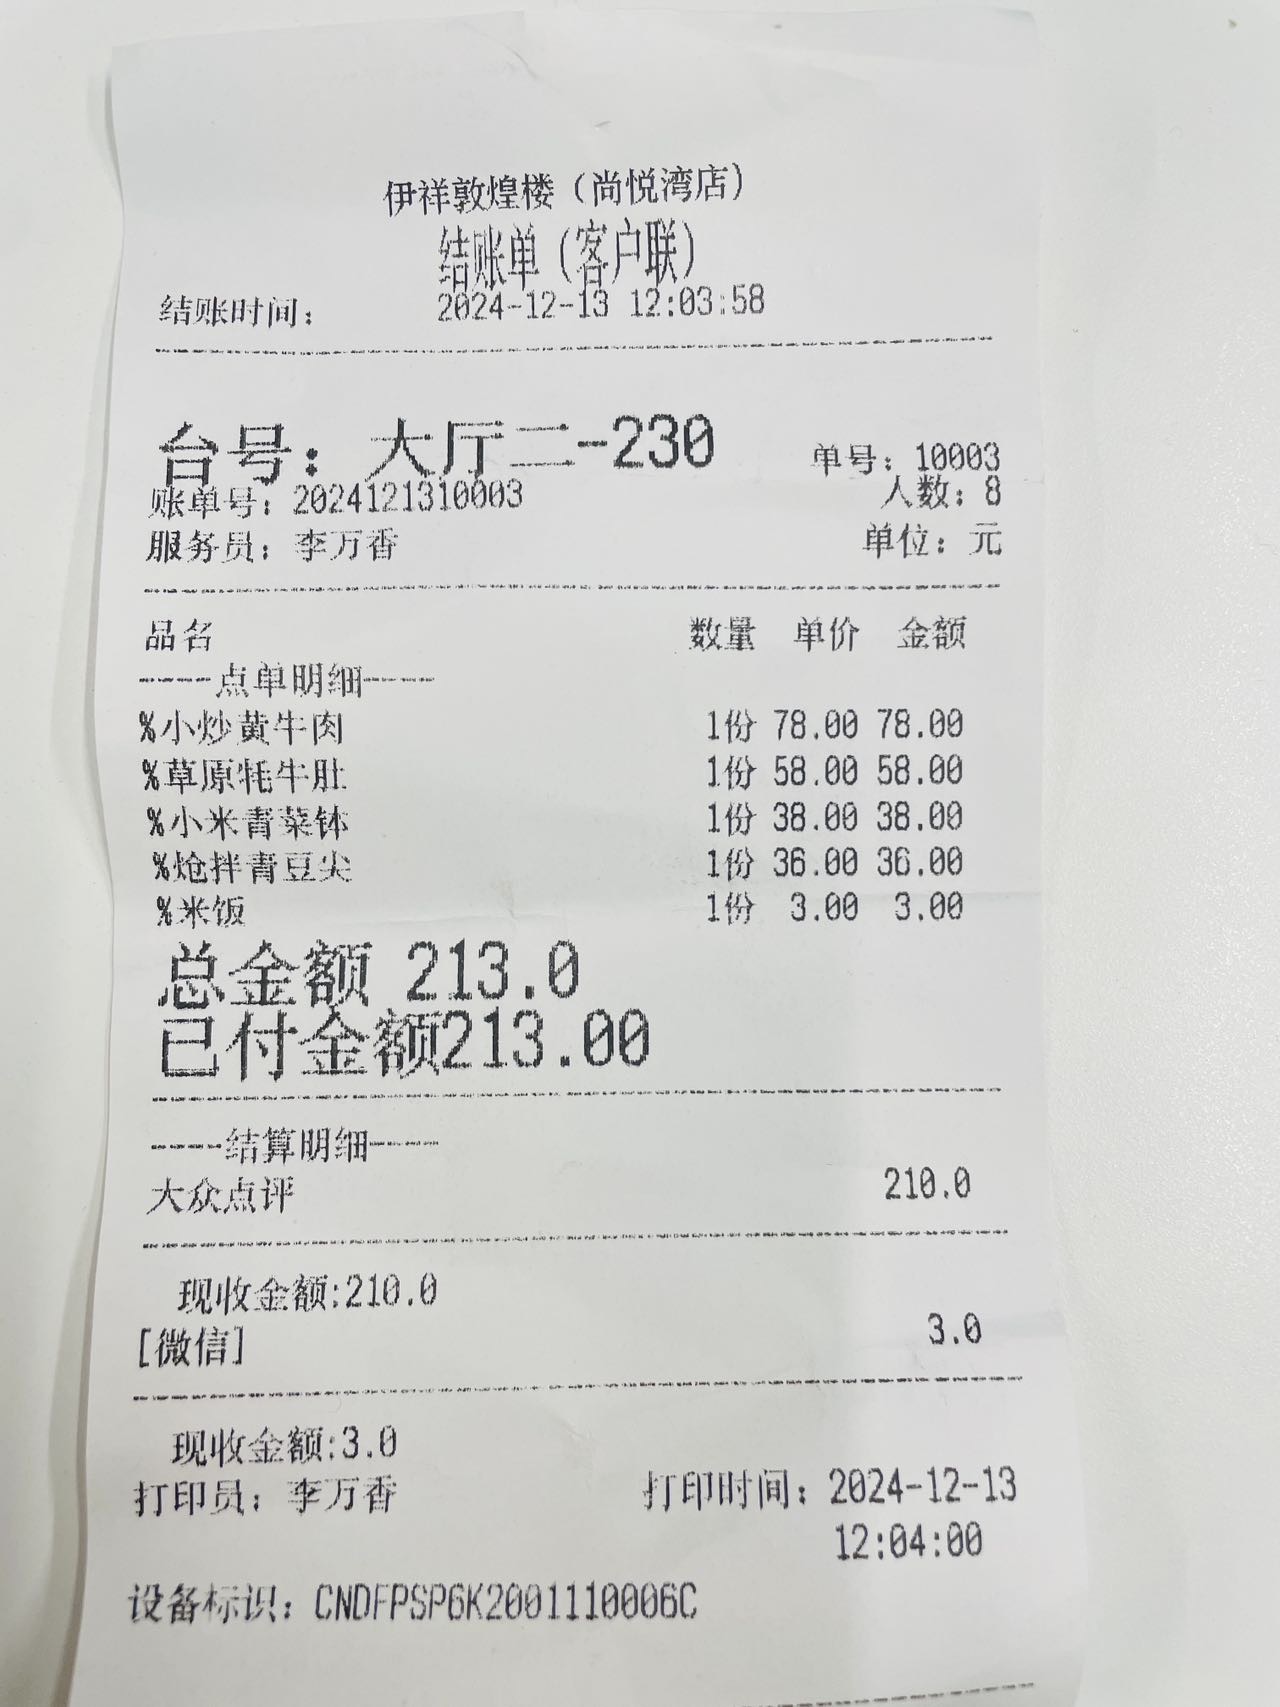 伊祥敦煌楼（尚悦湾店）
结账单（客户联）
结账时间： 2024-12-13 12:03:58
台号：大厅二-230 单号：10003
账单号：2024121310003 人数：8
服务员：李万香 单位：元
品名 数量 单价 金额
----点单明细----
%小炒黄牛肉 1份 78.00 78.00
%草原牦牛肚 1份 58.00 58.00
%小米青菜钵 1份 38.00 38.00
%炝拌青豆尖 1份 36.00 36.00
%米饭 1份 3.00 3.00
总金额 213.0
已付金额213.00
----结算明细----
大众点评 210.0
现收金额:210.0
[微信] 3.0
现收金额:3.0
打印员：李万香 打印时间：2024-12-13
12:04:00
设备标识：CNDFPSP6K2001110006C